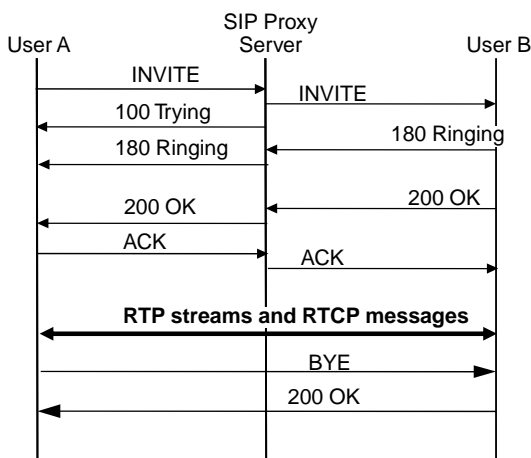 SIP Proxy
User A Server User B
INVITE
INVITE
100 Trying
180 Ringing
180 Ringing
200 OK
200 OK
ACK
ACK
RTP streams and RTCP messages
BYE
200 OK